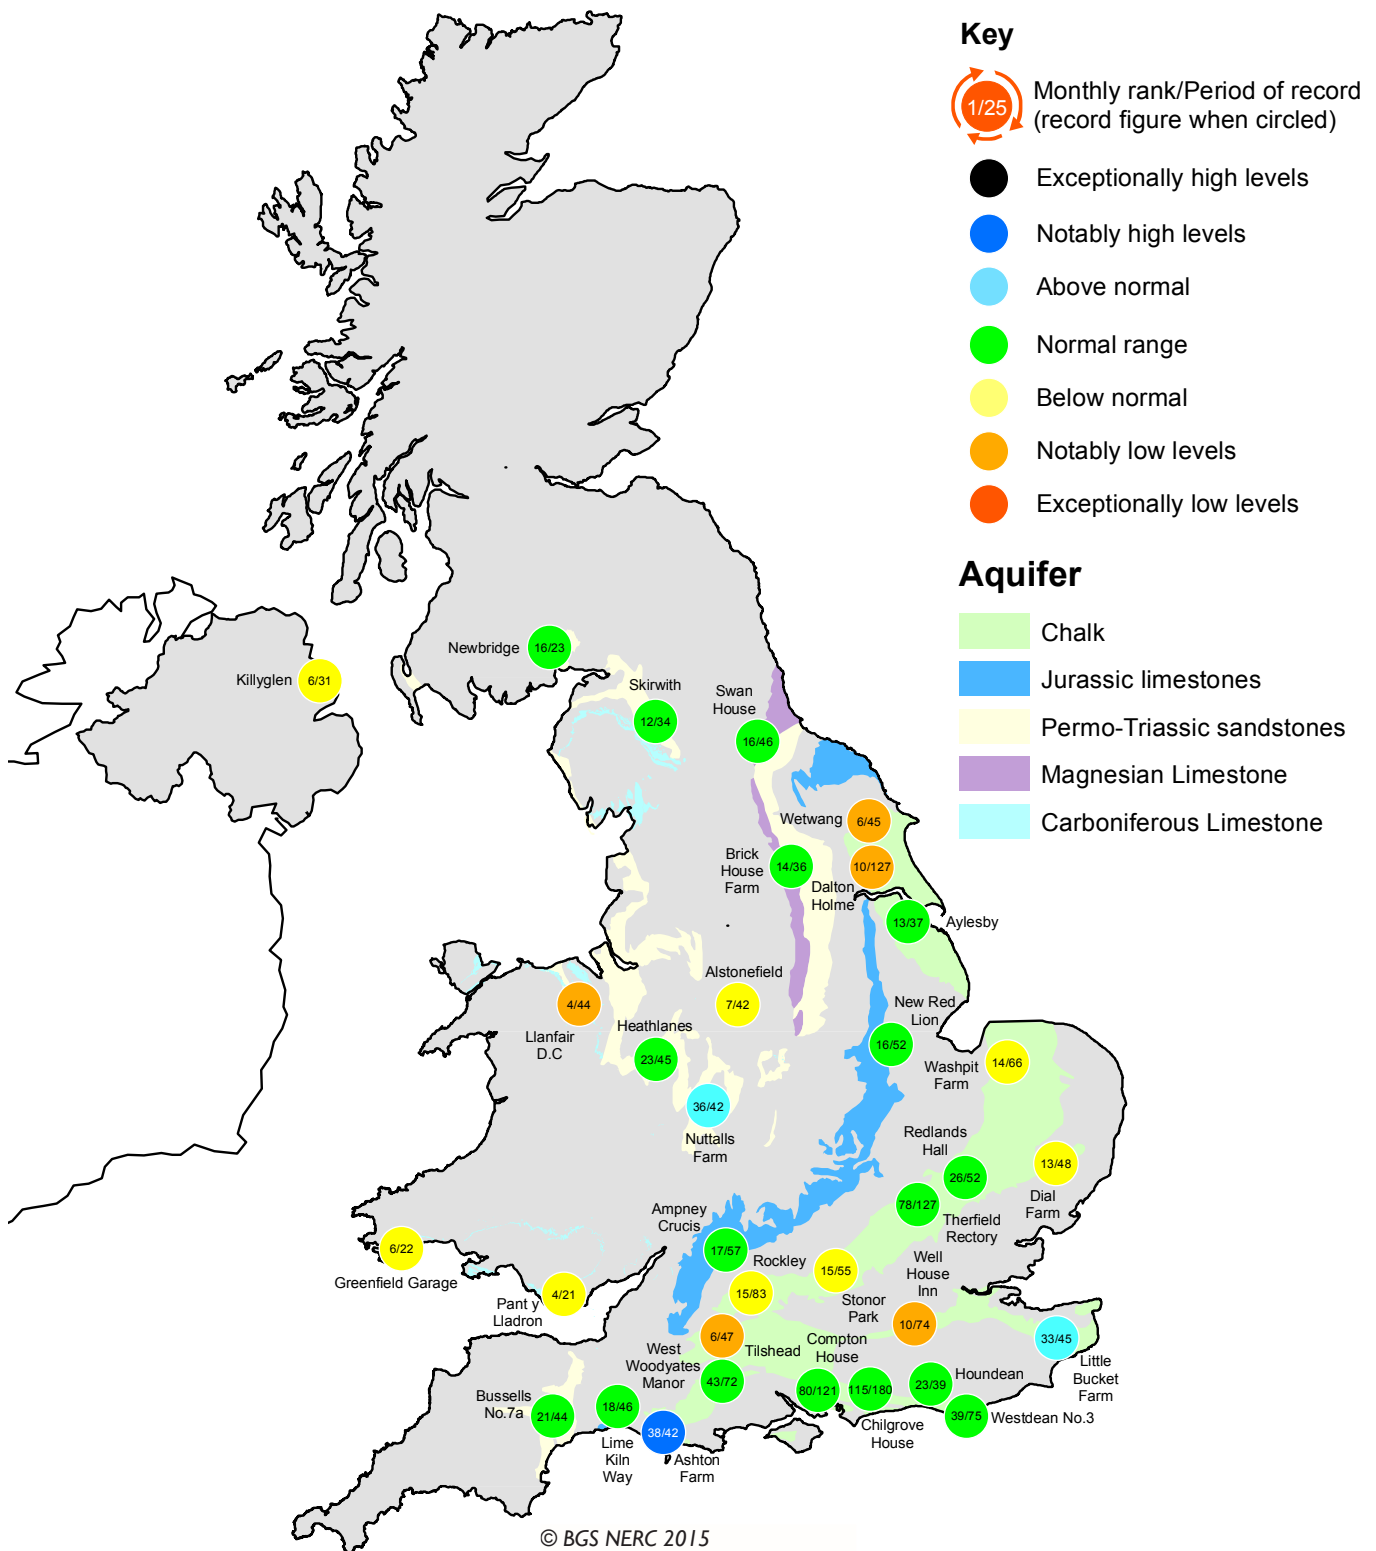 Key
1/25
Monthly rank/Period of record
(record figure when circled)
Exceptionally high levels
Notably high levels
Above normal
Normal range
Below normal
Notably low levels
Exceptionally low levels
Aquifer
Chalk
Jurassic limestones
Permo-Triassic sandstones
Magnesian Limestone
Carboniferous Limestone
Newbridge
16/23
Killyglen
6/31
Skirwith
12/34
Swan
House
16/46
Wetwang
6/45
Brick
House
Farm
14/36
Dalton
Holme
10/127
Aylesby
13/37
Alstonefield
7/42
Llanfair
D.C
4/44
Heathlanes
23/45
New Red
Lion
16/52
Washpit
Farm
14/66
Nuttalls
Farm
36/42
Redlands
Hall
26/52
Dial
Farm
13/48
Therfield
Rectory
78/127
Ampney
Crucis
17/57
Greenfield Garage
6/22
Pant y
Lladron
4/21
Rockley
15/83
Stonor
Park
15/55
Well
House
Inn
10/74
Tilshead
6/47
Compton
House
80/121
Little
Bucket
Farm
33/45
West
Woodyates
Manor
43/72
Houndean
23/39
Chilgrove
House
115/180
Westdean No.3
39/75
Bussells
No.7a
21/44
Lime
Kiln
Way
18/46
Ashton
Farm
38/42
© BGS NERC 2015